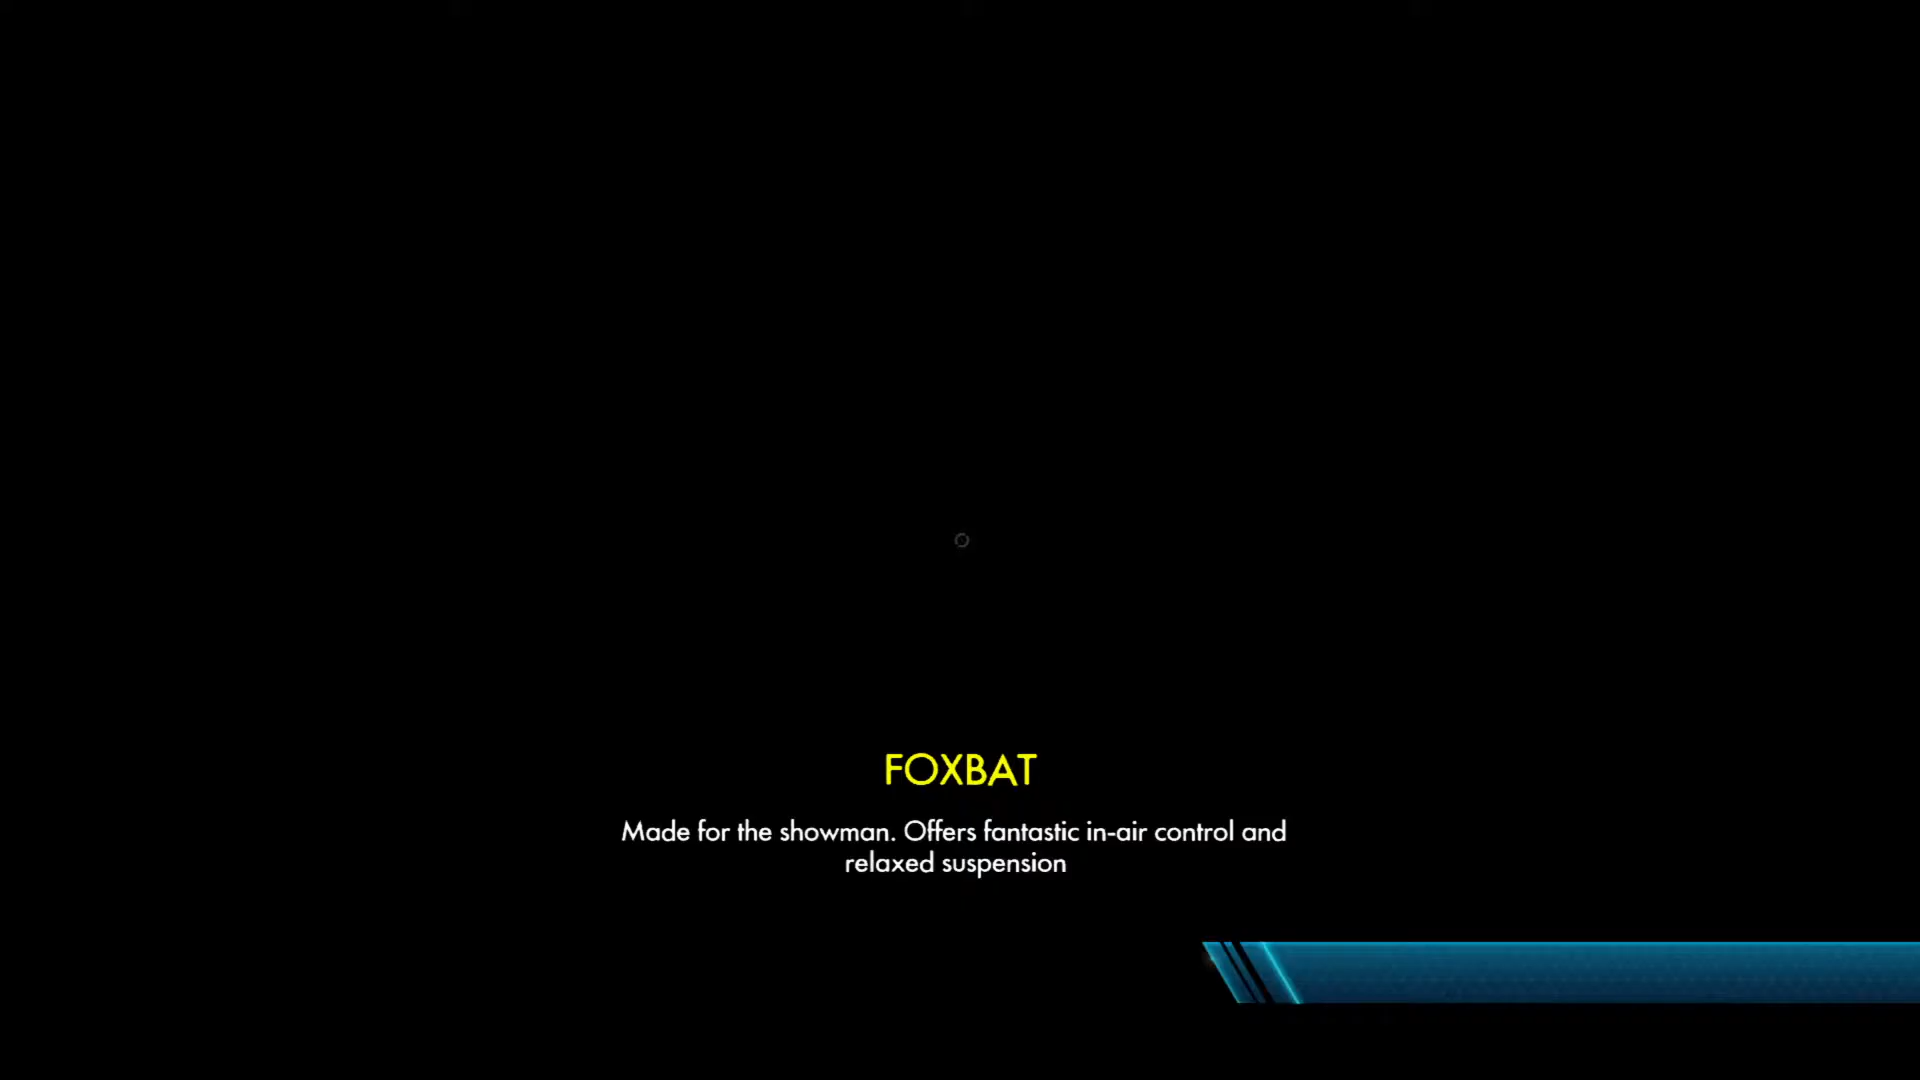 FOXBAT
Made for the showman. Offers fantastic in-air control and
relaxed suspension